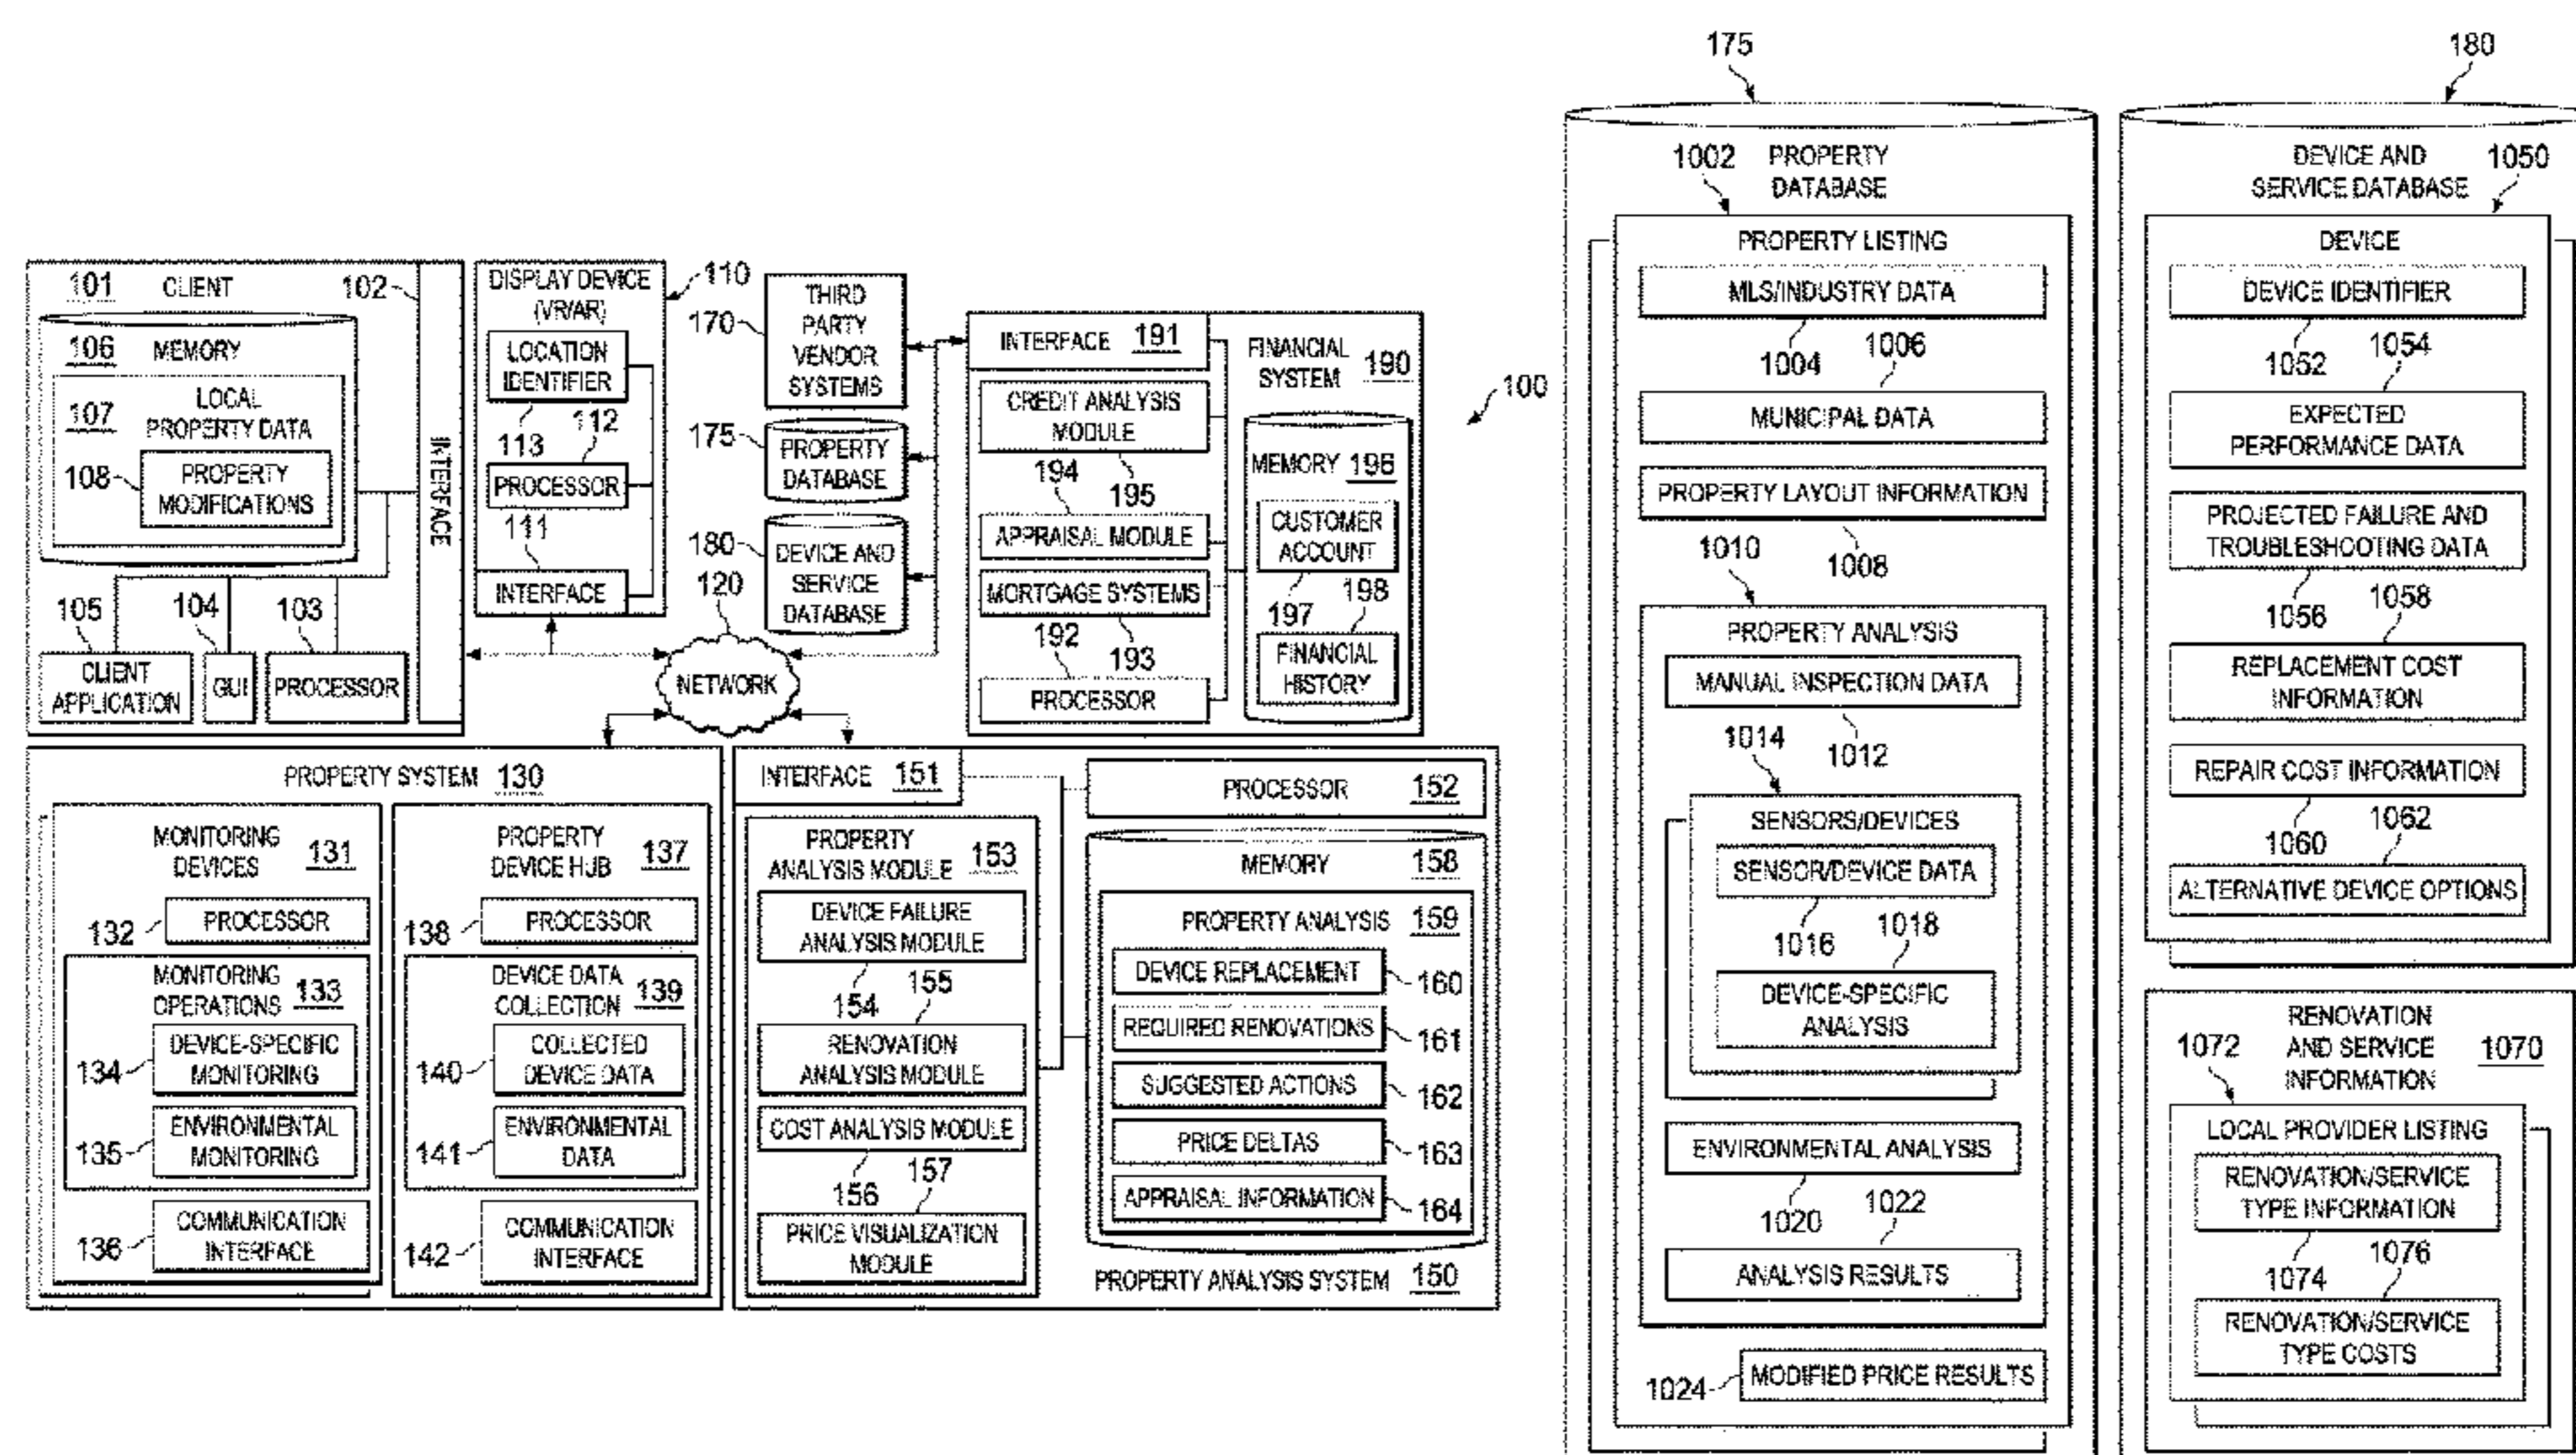 101 CLIENT 102
106 MEMORY
107 LOCAL
PROPERTY DATA
108 PROPERTY
MODIFICATIONS
INTERFACE
105 104 103
CLIENT
APPLICATION
GUI
PROCESSOR
DISPLAY DEVICE
(VR/AR)
110
LOCATION
IDENTIFIER
113 112
PROCESSOR
111
INTERFACE
170
THIRD
PARTY
VENDOR
SYSTEMS
175
PROPERTY
DATABASE
180
DEVICE AND
SERVICE
DATABASE
120
NETWORK
INTERFACE 191
FINANCIAL
SYSTEM 190
100
CREDIT ANALYSIS
MODULE
194 195
APPRAISAL MODULE
MORTGAGE SYSTEMS
192 193
PROCESSOR
MEMORY 196
CUSTOMER
ACCOUNT
197 198
FINANCIAL
HISTORY
PROPERTY SYSTEM 130
MONITORING
DEVICES 131
132 PROCESSOR
MONITORING
OPERATIONS 133
134 DEVICE-SPECIFIC
MONITORING
135 ENVIRONMENTAL
MONITORING
136 COMMUNICATION
INTERFACE
PROPERTY
DEVICE HUB 137
138 PROCESSOR
DEVICE DATA
COLLECTION 139
140 COLLECTED
DEVICE DATA
141 ENVIRONMENTAL
DATA
142 COMMUNICATION
INTERFACE
INTERFACE 151
PROCESSOR 152
PROPERTY
ANALYSIS MODULE 153
DEVICE FAILURE
ANALYSIS MODULE
154 155
RENOVATION
ANALYSIS MODULE
COST ANALYSIS MODULE
156 157
PRICE VISUALIZATION
MODULE
MEMORY 158
PROPERTY ANALYSIS 159
DEVICE REPLACEMENT 160
REQUIRED RENOVATIONS 161
SUGGESTED ACTIONS 162
PRICE DELTAS 163
APPRAISAL INFORMATION 164
PROPERTY ANALYSIS SYSTEM 150
175
1002 PROPERTY
DATABASE
PROPERTY LISTING
MLS/INDUSTRY DATA
1004 1006
MUNICIPAL DATA
PROPERTY LAYOUT INFORMATION
1010 1008
PROPERTY ANALYSIS
MANUAL INSPECTION DATA
1014 1012
SENSORS/DEVICES
SENSOR/DEVICE DATA
1016 1018
DEVICE-SPECIFIC
ANALYSIS
ENVIRONMENTAL ANALYSIS
1020 1022
ANALYSIS RESULTS
1024 MODIFIED PRICE RESULTS
180
DEVICE AND
SERVICE DATABASE
1050
DEVICE
DEVICE IDENTIFIER
1052 1054
EXPECTED
PERFORMANCE DATA
PROJECTED FAILURE AND
TROUBLESHOOTING DATA
1056 1058
REPLACEMENT COST
INFORMATION
REPAIR COST INFORMATION
1060 1062
ALTERNATIVE DEVICE OPTIONS
RENOVATION
AND SERVICE
INFORMATION
1070
1072
LOCAL PROVIDER LISTING
RENOVATION/SERVICE
TYPE INFORMATION
1074 1076
RENOVATION/SERVICE
TYPE COSTS